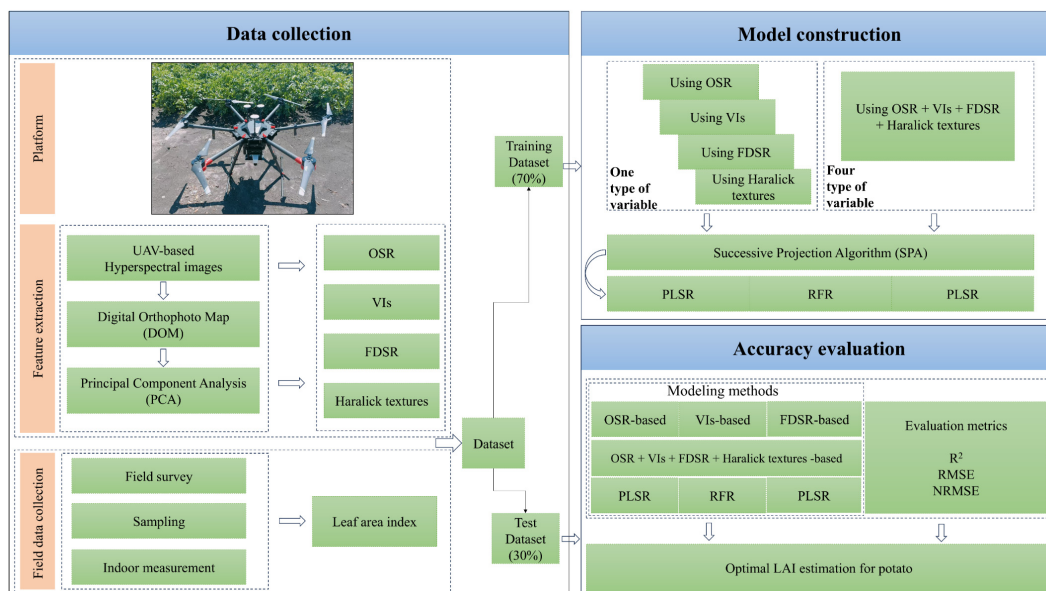 Data collection
Platform
Feature extraction
UAV-based
Hyperspectral images
Digital Orthophoto Map
(DOM)
Principal Component Analysis
(PCA)
OSR
VIs
FDSR
Haralick textures
Field data collection
Field survey
Sampling
Indoor measurement
Leaf area index
Dataset
Training
Dataset
(70%)
Test
Dataset
(30%)
Model construction
Using OSR
Using VIs
Using FDSR
Using Haralick
textures
One
type of
variable
Using OSR + VIs + FDSR
+ Haralick textures
Four
type of
variable
Successive Projection Algorithm (SPA)
PLSR
RFR
PLSR
Accuracy evaluation
Modeling methods
OSR-based
VIs-based
FDSR-based
OSR + VIs + FDSR + Haralick textures -based
PLSR
RFR
PLSR
Evaluation metrics
R²
RMSE
NRMSE
Optimal LAI estimation for potato